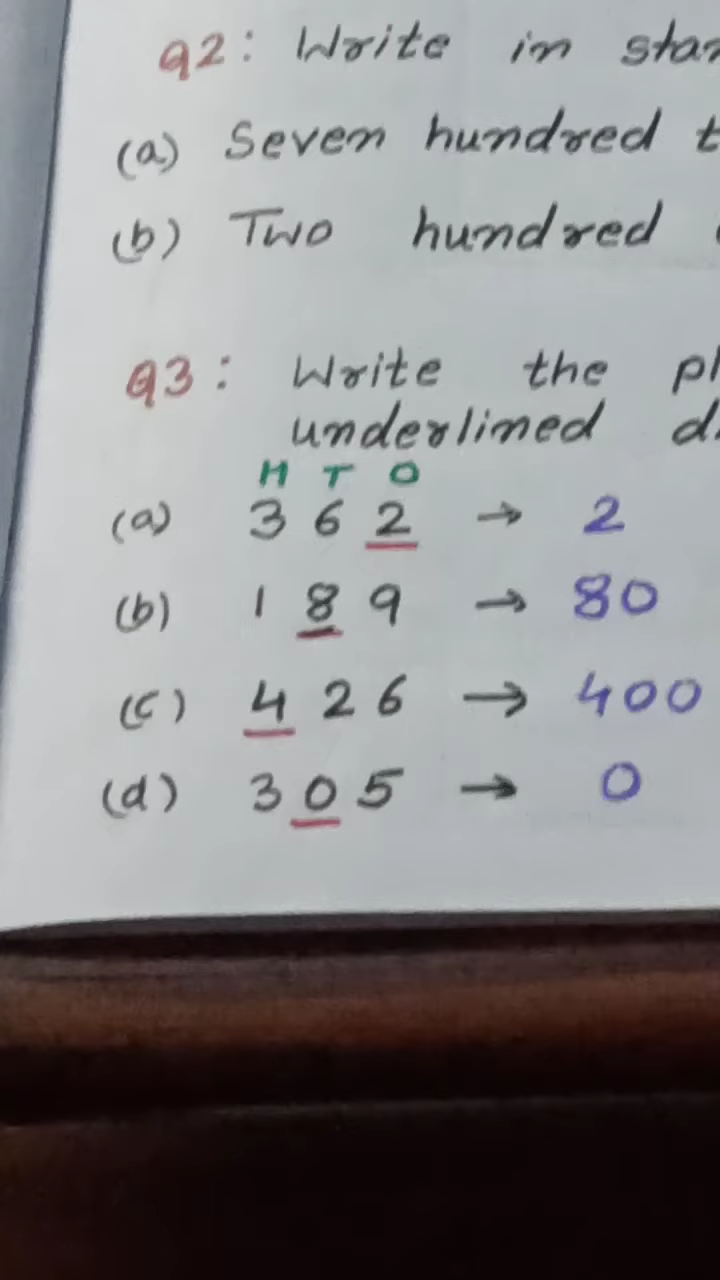 Q2: Write in
(a) Seven hundred
(b) Two hundred
Q3: Write the
underlined
H T O
(a) 3 6 2 → 2
(b) 1 8 9 → 80
(c) 4 2 6 → 400
(d) 3 0 5 → 0